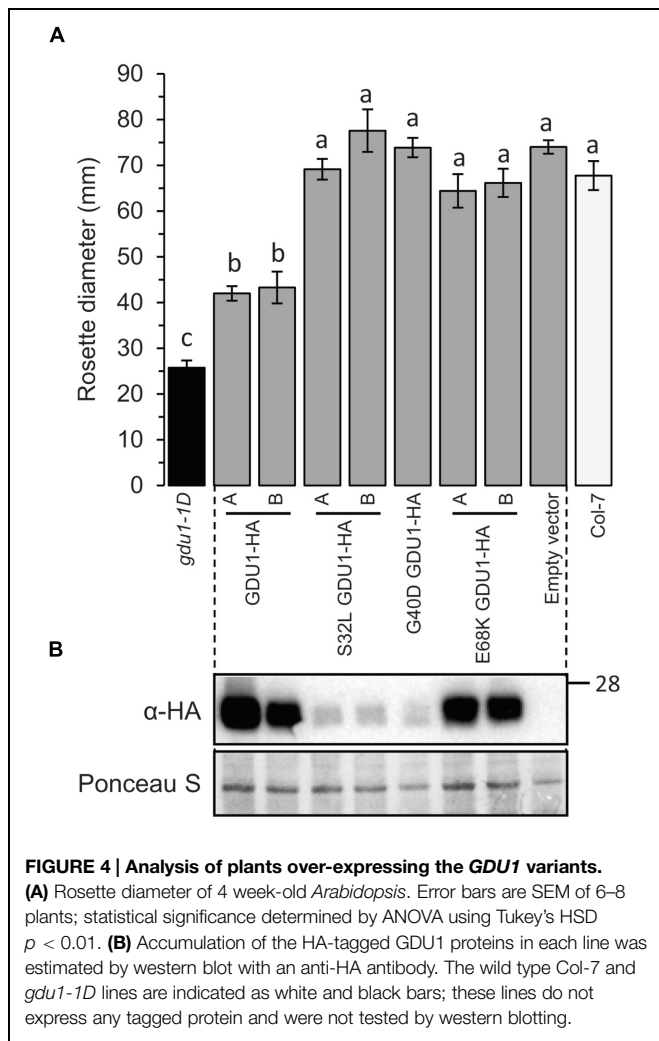 A
Rosette diameter (mm)
90
80
70
60
50
40
30
20
10
0
c
b
b
a
a
a
a
a
a
a
gdu1-1D
A
B
GDU1-HA
A
B
S32L GDU1-HA
G40D GDU1-HA
A
B
E68K GDU1-HA
Empty vector
Col-7
B
α-HA
28
Ponceau S
FIGURE 4 | Analysis of plants over-expressing the GDU1 variants.
(A) Rosette diameter of 4 week-old Arabidopsis. Error bars are SEM of 6–8
plants; statistical significance determined by ANOVA using Tukey's HSD
p < 0.01. (B) Accumulation of the HA-tagged GDU1 proteins in each line was
estimated by western blot with an anti-HA antibody. The wild type Col-7 and
gdu1-1D lines are indicated as white and black bars; these lines do not
express any tagged protein and were not tested by western blotting.